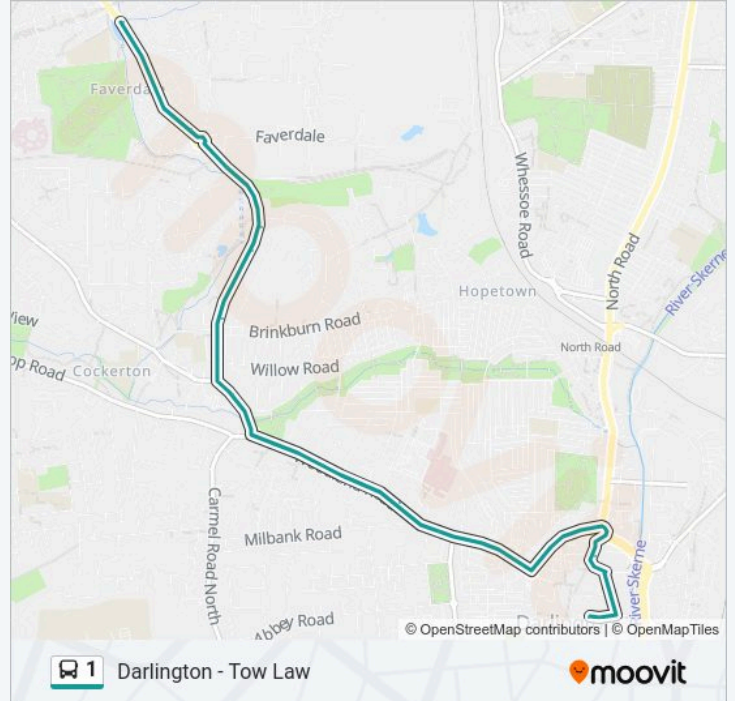 Faverdale
Faverdale
Whessoe Road
North Road
River Skerne
Hopetown
Brinkburn Road
North Road
View
op Road
Cockerton
Willow Road
Carmel Road North
Milbank Road
River Skerne
Abbey Road
Darlington
© OpenStreetMap contributors | © OpenMapTiles
1 Darlington - Tow Law
moovit